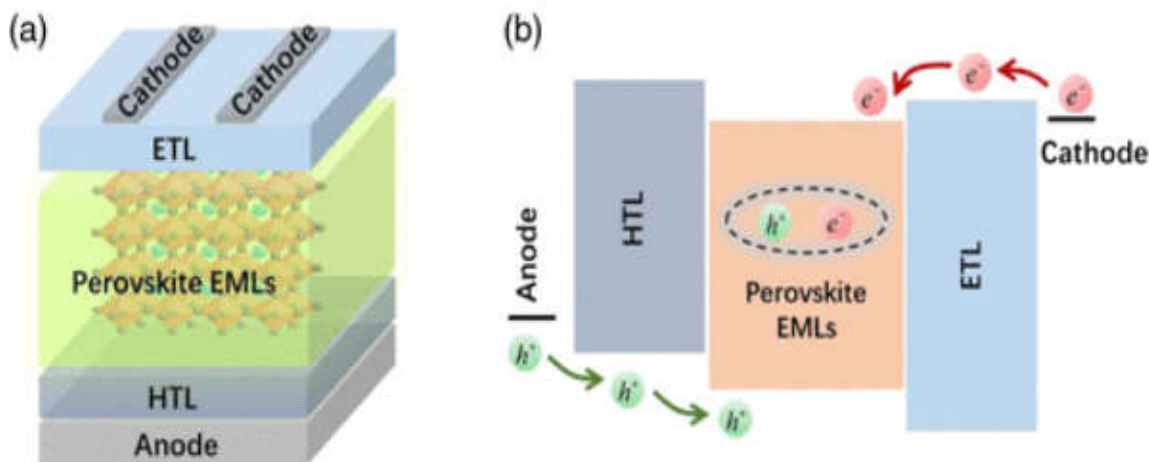 (a)
Cathode
Cathode
ETL
Perovskite EMLs
HTL
Anode
(b)
e⁻
e⁻
e⁻
Cathode
HTL
h⁺ e⁻
ETL
Anode
Perovskite
EMLs
h⁺
h⁺
h⁺